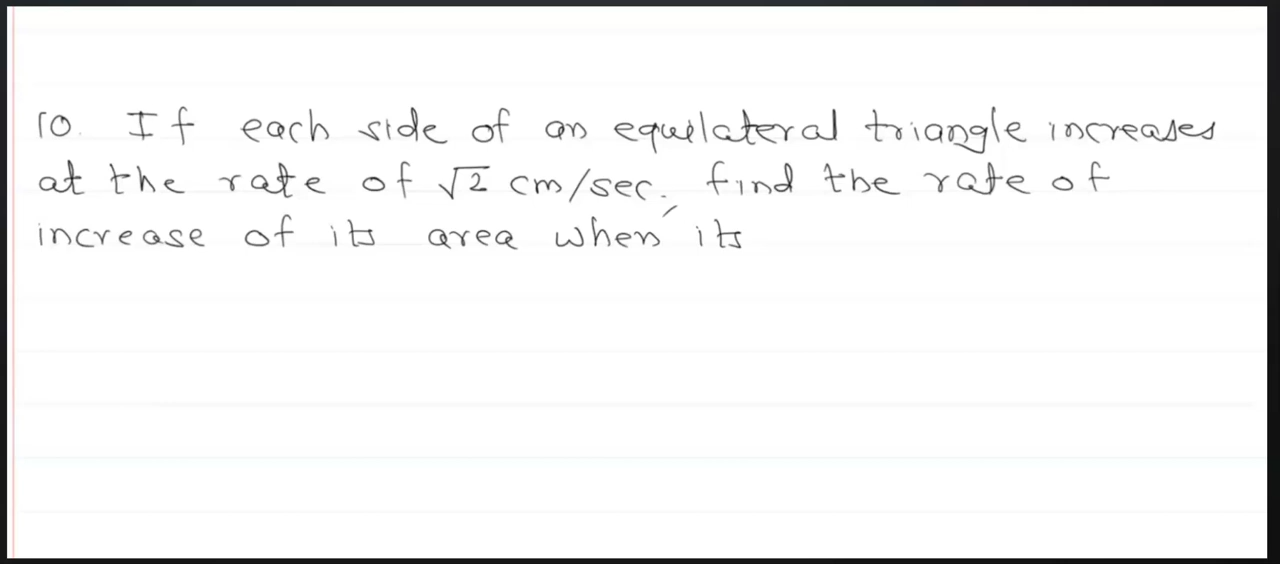 10. If each side of an equilateral triangle increases
at the rate of √2 cm/sec., find the rate of
increase of its area when its